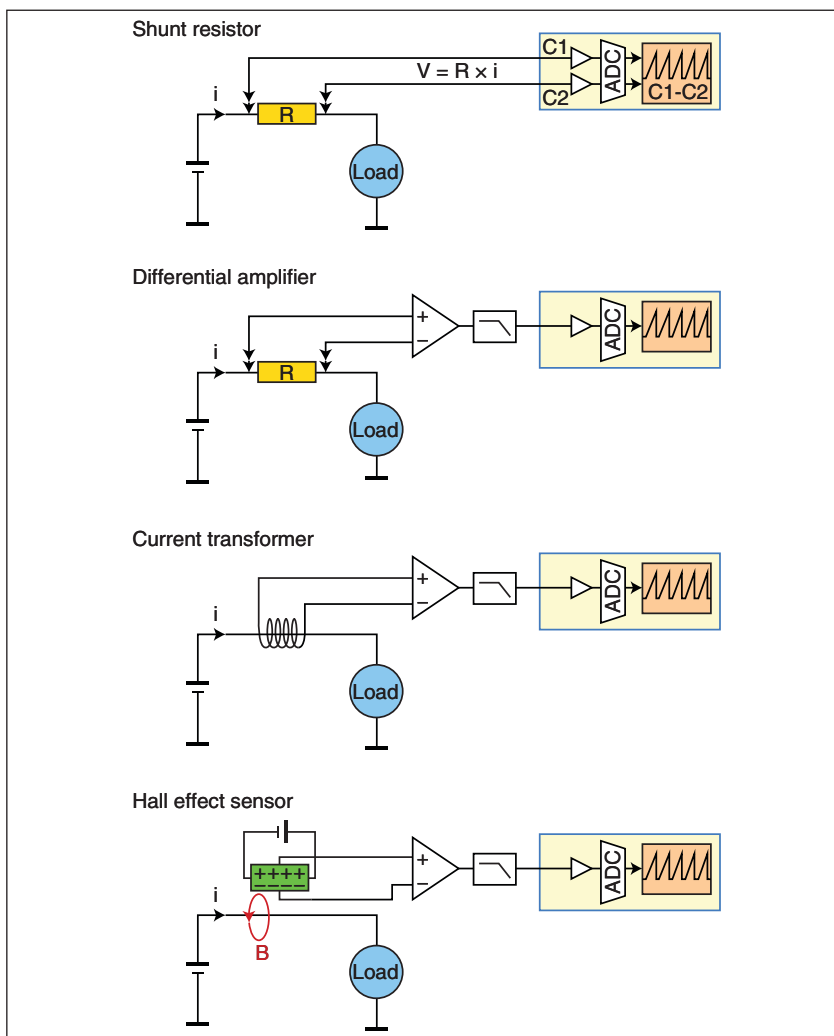 Shunt resistor
C1
V = R × i
ADC
i
C2
C1-C2
R
Load
Differential amplifier
+
ADC
i
−
R
Load
Current transformer
+
ADC
i
−
Load
Hall effect sensor
+
ADC
++++
−
−−−−
i
B
Load